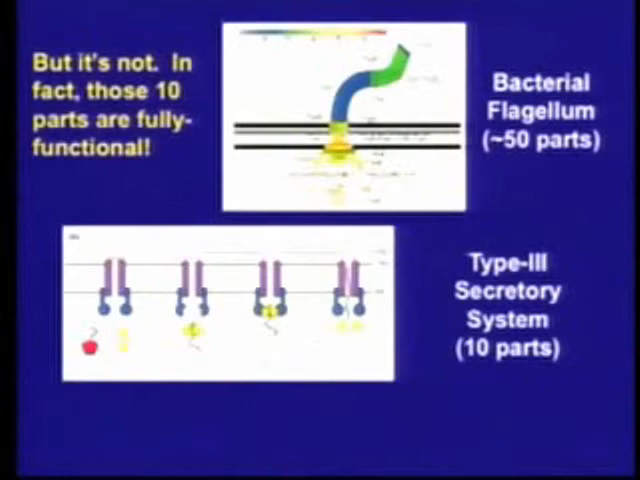 But it's not. In
fact, those 10
parts are fully-
functional!
Bacterial
Flagellum
(~50 parts)
Type-III
Secretory
System
(10 parts)